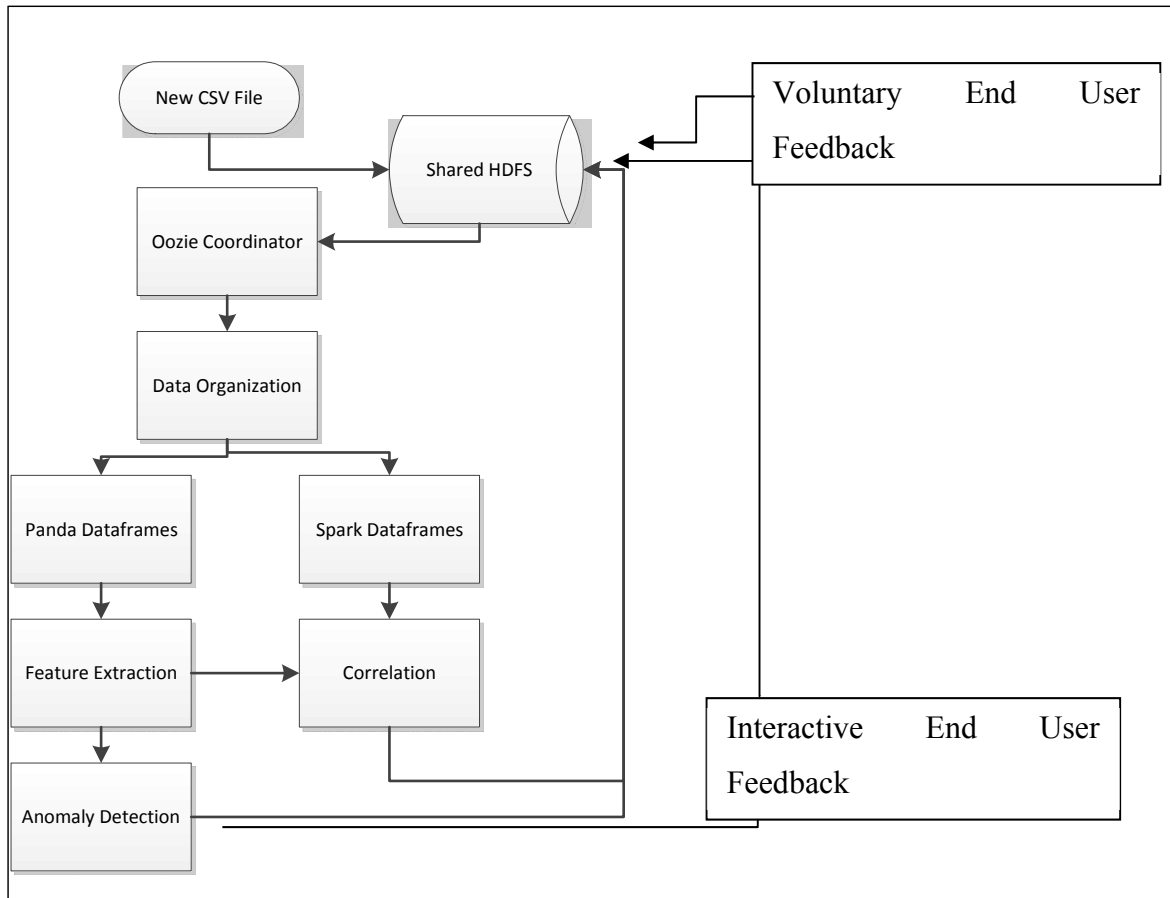 New CSV File
Shared HDFS
Voluntary End User
Feedback
Oozie Coordinator
Data Organization
Panda Dataframes
Spark Dataframes
Feature Extraction
Correlation
Interactive End User
Feedback
Anomaly Detection